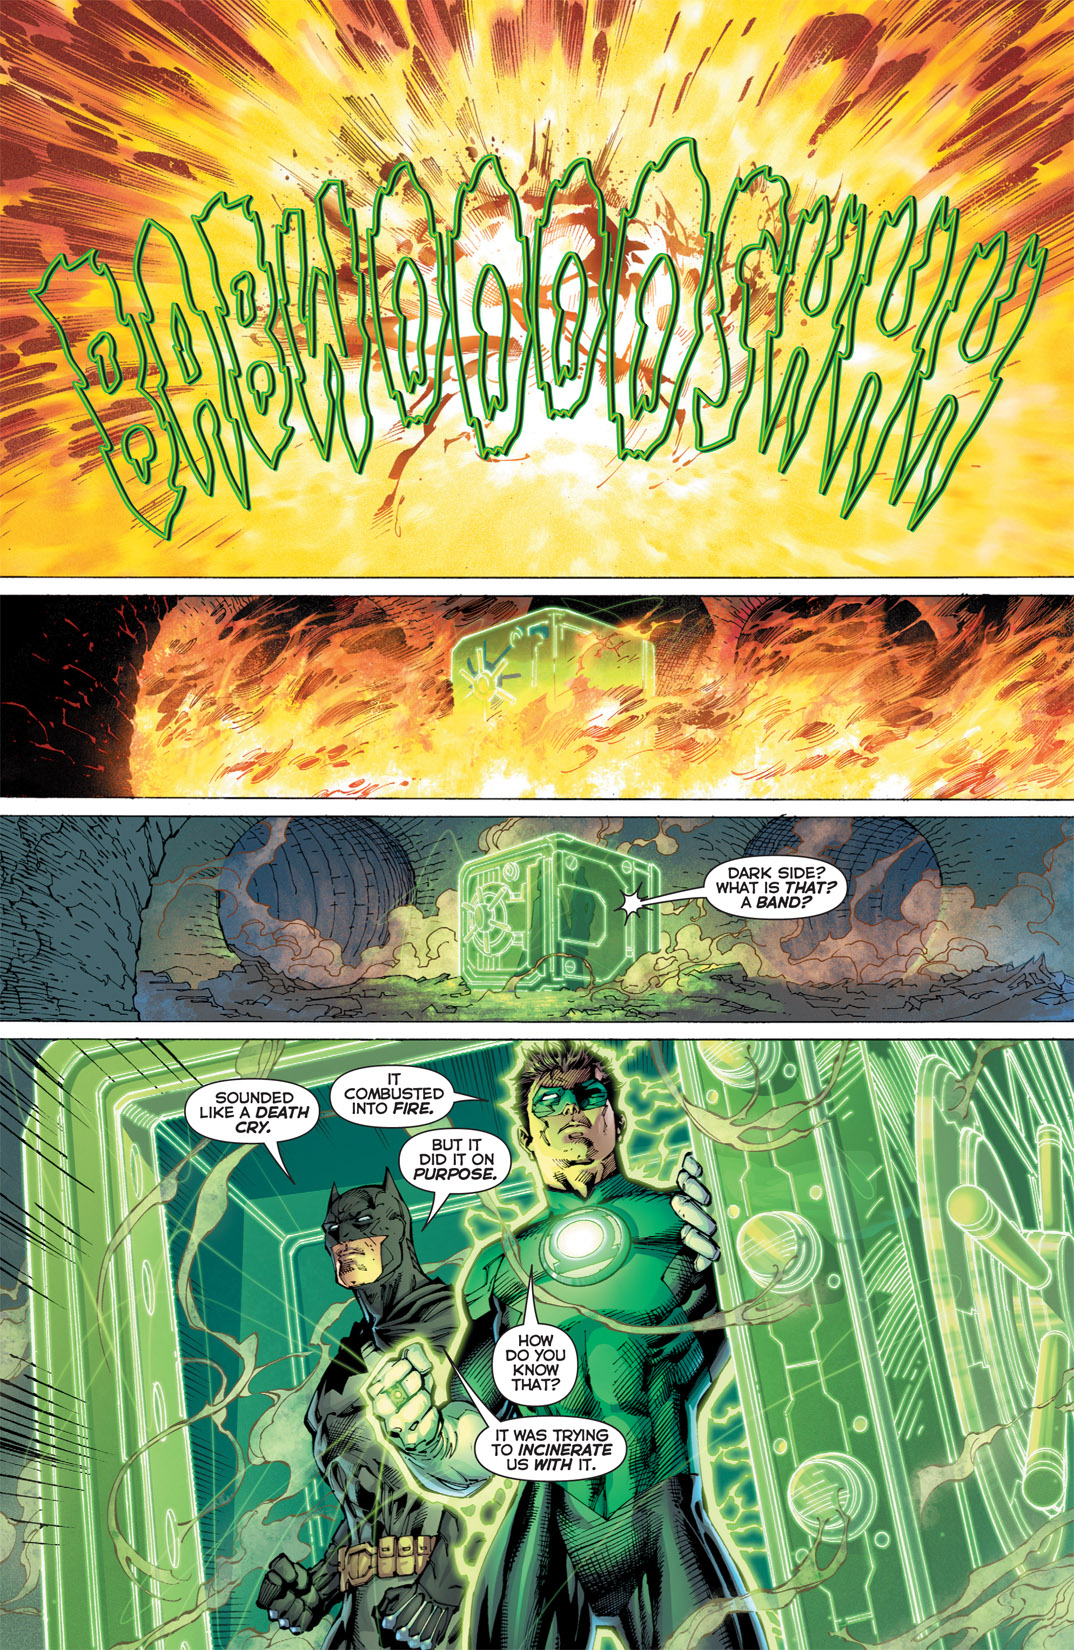 BABWOOOOSHHH
DARK SIDE?
WHAT IS THAT?
A BAND?
SOUNDED
LIKE A DEATH
CRY.
IT
COMBUSTED
INTO FIRE.
BUT IT
DID IT ON
PURPOSE.
HOW
DO YOU
KNOW
THAT?
IT WAS TRYING
TO INCINERATE
US WITH IT.